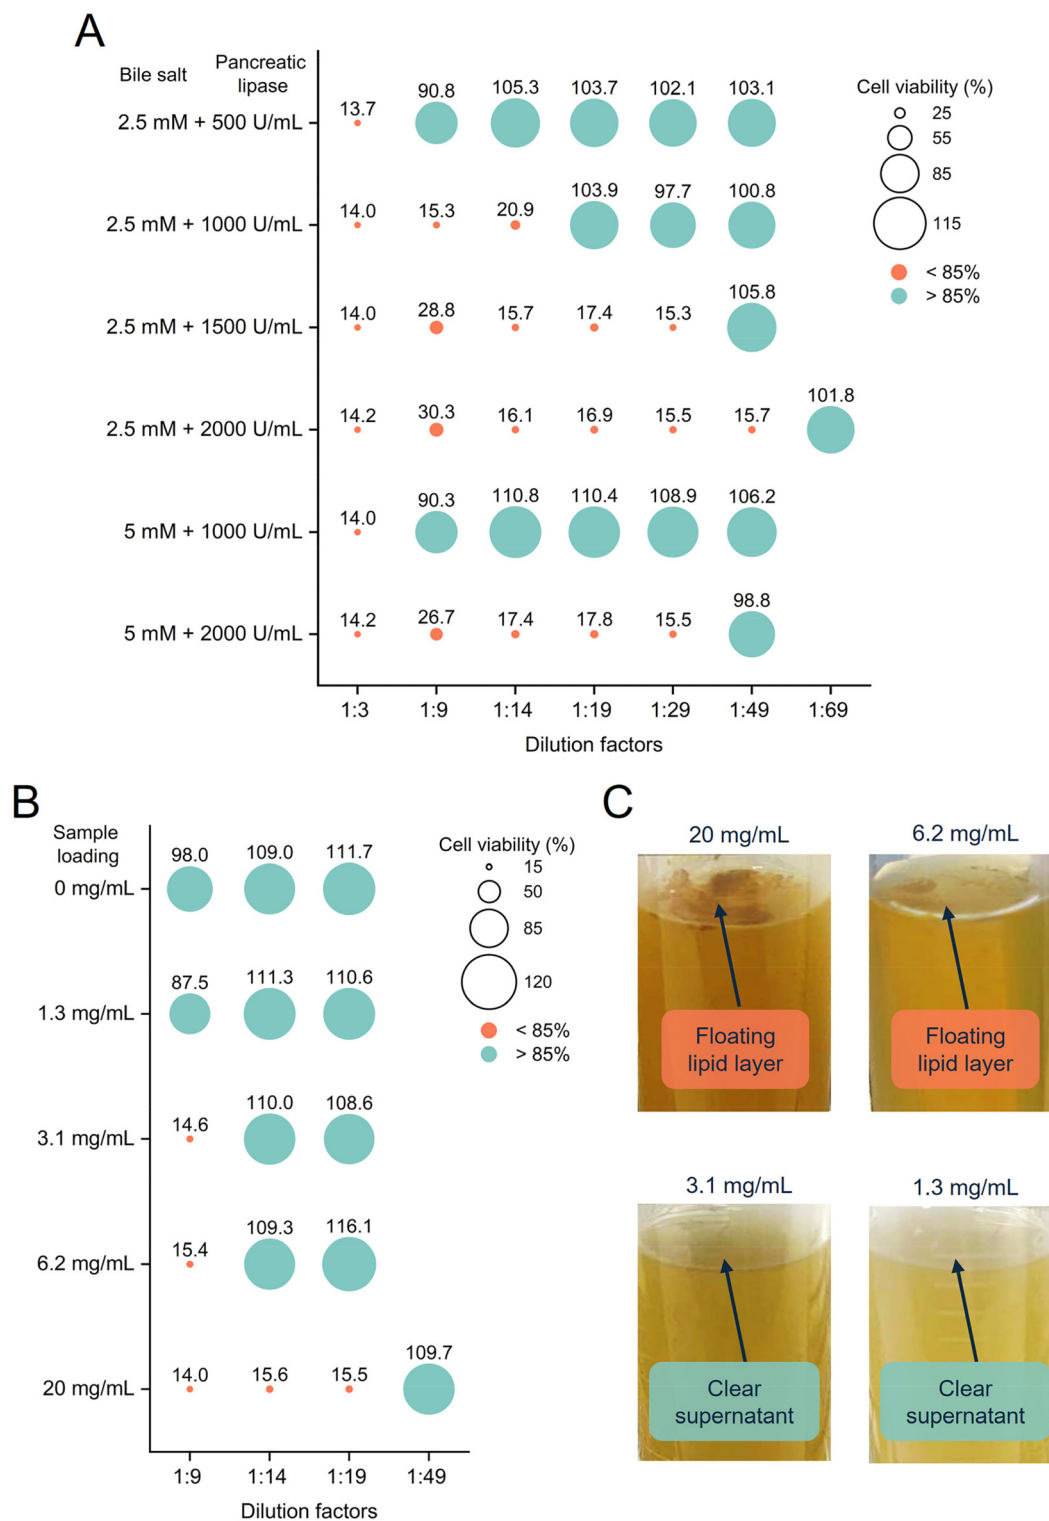 A
Bile salt
Pancreatic
lipase
2.5 mM + 500 U/mL
13.7
90.8
105.3
103.7
102.1
103.1
2.5 mM + 1000 U/mL
14.0
15.3
20.9
103.9
97.7
100.8
2.5 mM + 1500 U/mL
14.0
28.8
15.7
17.4
15.3
105.8
2.5 mM + 2000 U/mL
14.2
30.3
16.1
16.9
15.5
15.7
101.8
5 mM + 1000 U/mL
14.0
90.3
110.8
110.4
108.9
106.2
5 mM + 2000 U/mL
14.2
26.7
17.4
17.8
15.5
98.8
1:3
1:9
1:14
1:19
1:29
1:49
1:69
Dilution factors
Cell viability (%)
25
55
85
115
< 85%
> 85%
B
Sample
loading
0 mg/mL
98.0
109.0
111.7
1.3 mg/mL
87.5
111.3
110.6
3.1 mg/mL
14.6
110.0
108.6
6.2 mg/mL
15.4
109.3
116.1
20 mg/mL
14.0
15.6
15.5
109.7
1:9
1:14
1:19
1:49
Dilution factors
Cell viability (%)
15
50
85
120
< 85%
> 85%
C
20 mg/mL
Floating
lipid layer
6.2 mg/mL
Floating
lipid layer
3.1 mg/mL
Clear
supernatant
1.3 mg/mL
Clear
supernatant